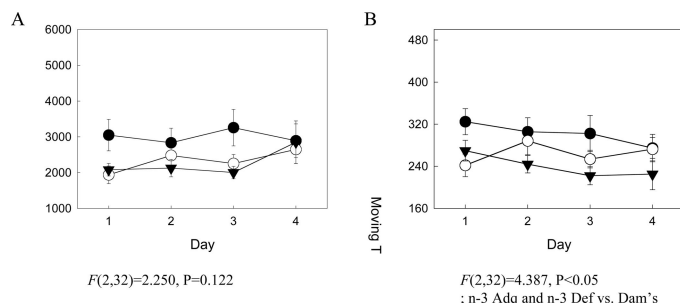 A
B
6000
5000
4000
3000
2000
1000
1 2 3 4
Day
480
400
320
240
160
1 2 3 4
Day
Moving T
F(2,32)=2.250, P=0.122
F(2,32)=4.387, P<0.05
; n-3 Adq and n-3 Def vs. Dam's